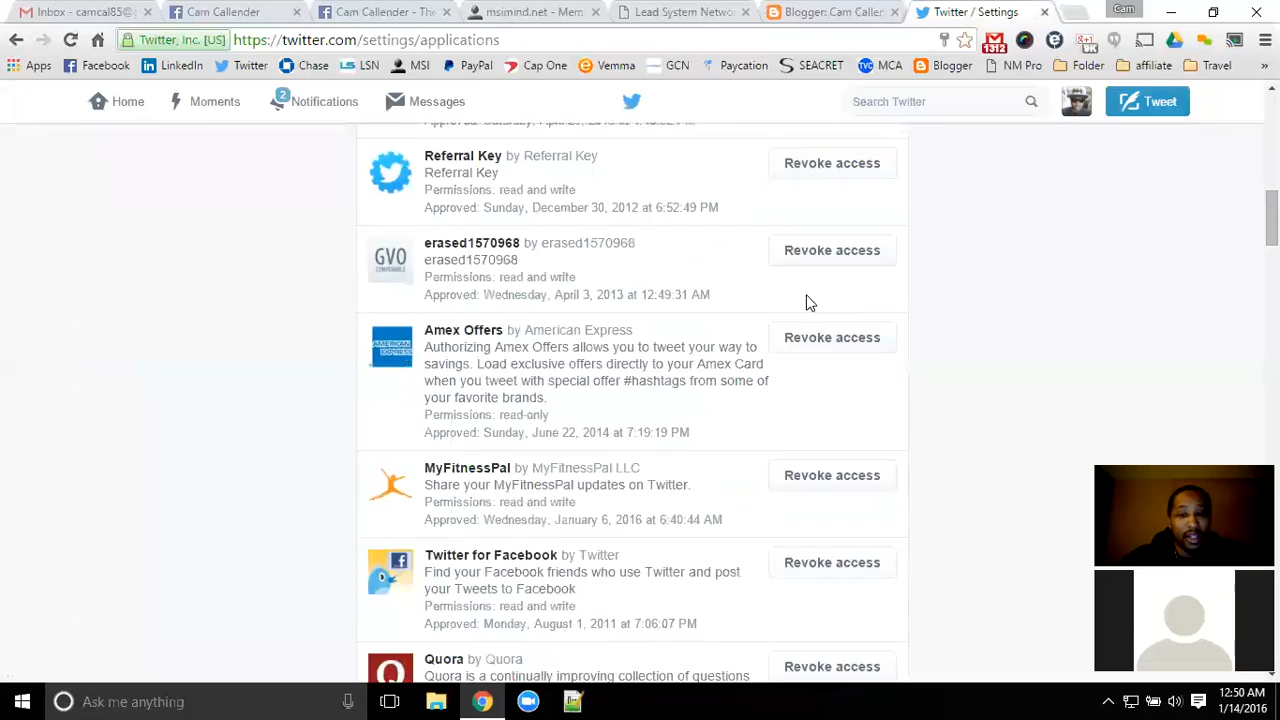 Inbox - camcal85@g
Cam Callender
Cam Callender - The
msimind.net - Mem
Lead System Netwo
Blogger: Cam Caller
Twitter / Settings
Cam
Twitter, Inc. [US]
https://twitter.com/settings/applications
1312
9K
Apps
Facebook
LinkedIn
Twitter
Chase
LSN
MSI
PayPal
Cap One
Vemma
GCN
Paycation
SEACRET
MCA
Blogger
NM Pro
Folder
affiliate
Travel
»
Home
Moments
2
Notifications
Messages
Search Twitter
Tweet
Referral Key by Referral Key
Referral Key
Permissions: read and write
Approved: Sunday, December 30, 2012 at 6:52:49 PM
Revoke access
GVO
erased1570968 by erased1570968
erased1570968
Permissions: read and write
Approved: Wednesday, April 3, 2013 at 12:49:31 AM
Revoke access
AMERICAN
EXPRESS
Amex Offers by American Express
Authorizing Amex Offers allows you to tweet your way to
savings. Load exclusive offers directly to your Amex Card
when you tweet with special offer #hashtags from some of
your favorite brands.
Permissions: read-only
Approved: Sunday, June 22, 2014 at 7:19:19 PM
Revoke access
MyFitnessPal by MyFitnessPal LLC
Share your MyFitnessPal updates on Twitter.
Permissions: read and write
Approved: Wednesday, January 6, 2016 at 6:40:44 AM
Revoke access
Twitter for Facebook by Twitter
Find your Facebook friends who use Twitter and post
your Tweets to Facebook
Permissions: read and write
Approved: Monday, August 1, 2011 at 7:06:07 PM
Revoke access
Quora by Quora
Quora is a continually improving collection of questions
Revoke access
Ask me anything
12:50 AM
1/14/2016